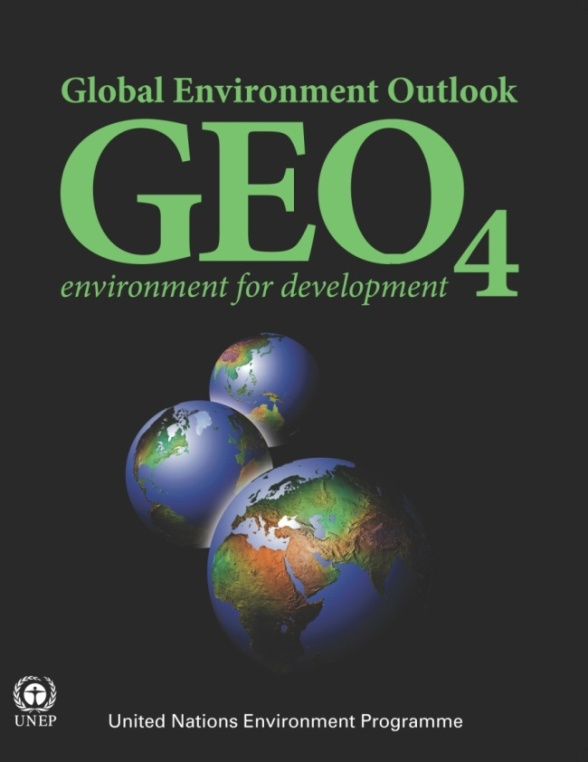 Global Environment Outlook
GEO4
environment for development
UNEP
United Nations Environment Programme